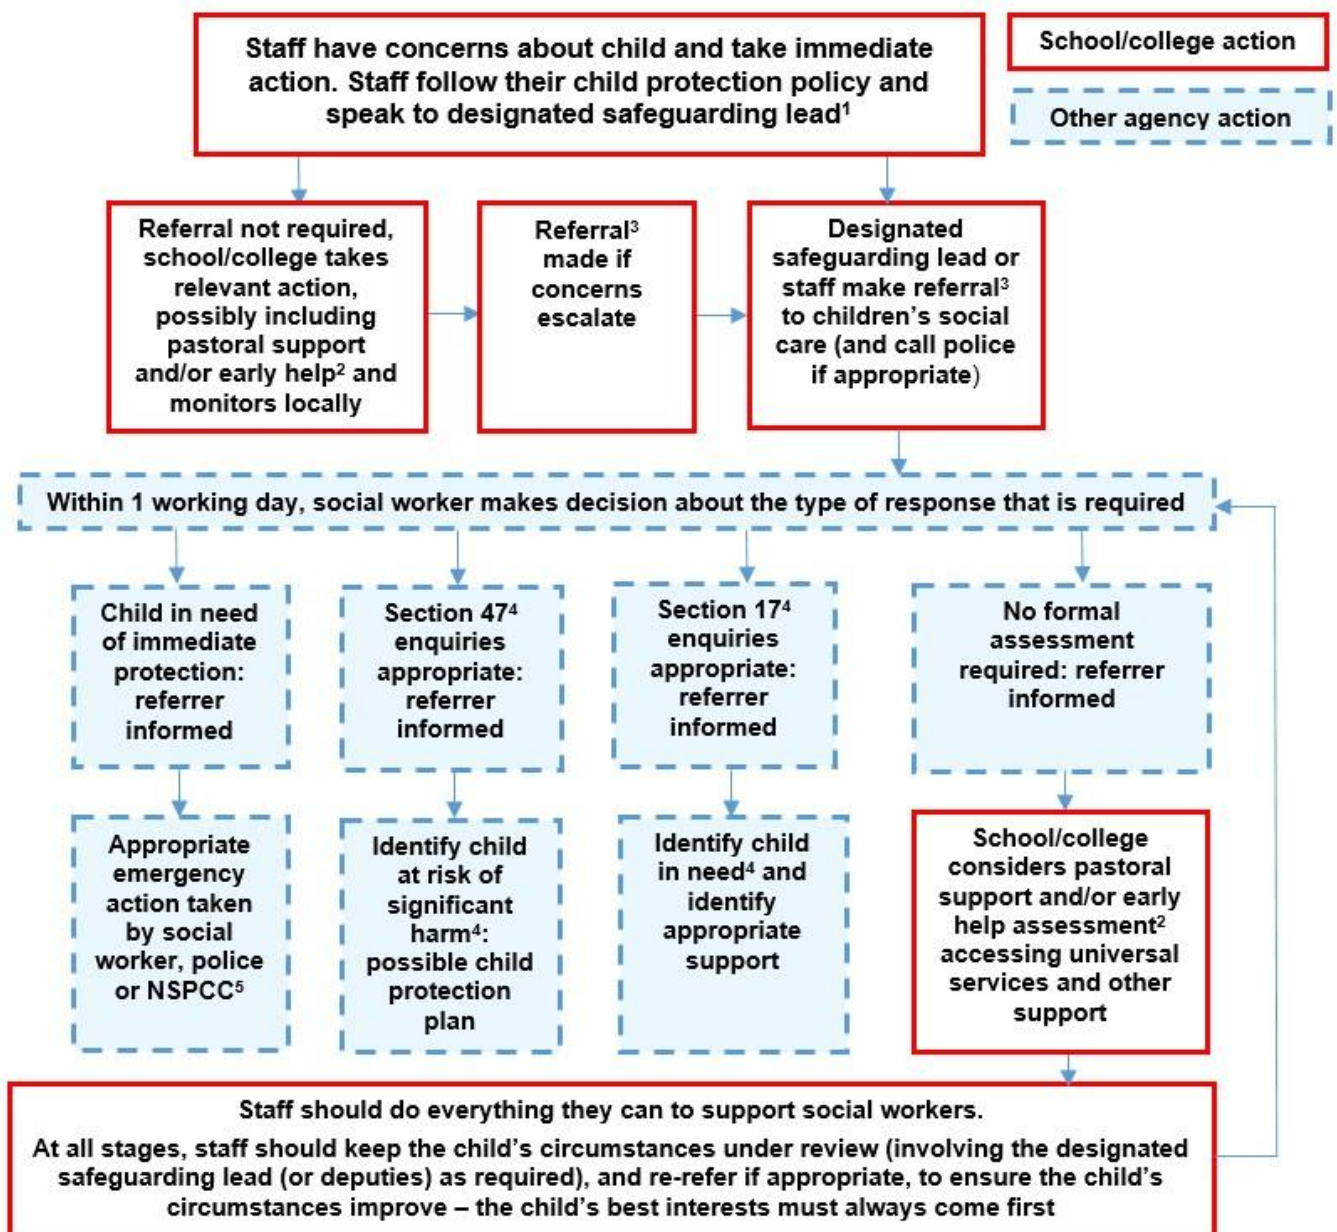 Staff have concerns about child and take immediate
action. Staff follow their child protection policy and
speak to designated safeguarding lead¹
School/college action
Other agency action
Referral not required,
school/college takes
relevant action,
possibly including
pastoral support
and/or early help² and
monitors locally
Referral³
made if
concerns
escalate
Designated
safeguarding lead or
staff make referral³
to children’s social
care (and call police
if appropriate)
Within 1 working day, social worker makes decision about the type of response that is required
Child in need
of immediate
protection:
referrer
informed
Section 47⁴
enquiries
appropriate:
referrer
informed
Section 17⁴
enquiries
appropriate:
referrer
informed
No formal
assessment
required: referrer
informed
Appropriate
emergency
action taken
by social
worker, police
or NSPCC⁵
Identify child
at risk of
significant
harm⁴:
possible child
protection
plan
Identify child
in need⁴ and
identify
appropriate
support
School/college
considers pastoral
support and/or early
help assessment²
accessing universal
services and other
support
Staff should do everything they can to support social workers.
At all stages, staff should keep the child’s circumstances under review (involving the designated
safeguarding lead (or deputies) as required), and re-refer if appropriate, to ensure the child’s
circumstances improve – the child’s best interests must always come first